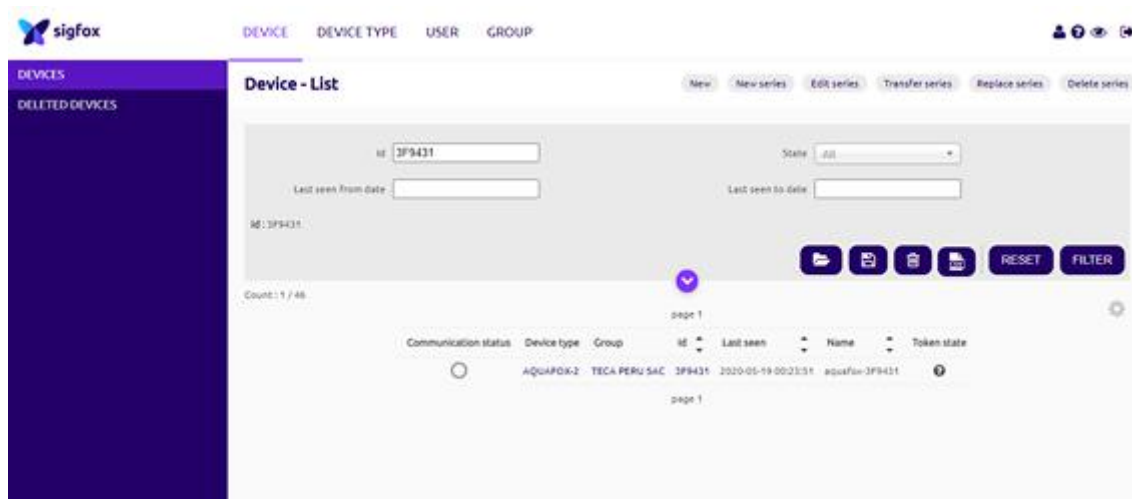 sigfox
DEVICE DEVICE TYPE USER GROUP
DEVICES
DELETED DEVICES
Device - List
New New series Edit series Transfer series Replace series Delete series
Id 3F9431
State All
Last seen from date
Last seen to date
Id : 3F9431
RESET FILTER
Count : 1 / 46
page 1
Communication status Device type Group Id Last seen Name Token state
AQUAFOX-2 TECA PERU SAC 3F9431 2020-05-19 00:23:51 aquafox-3F9431
page 1